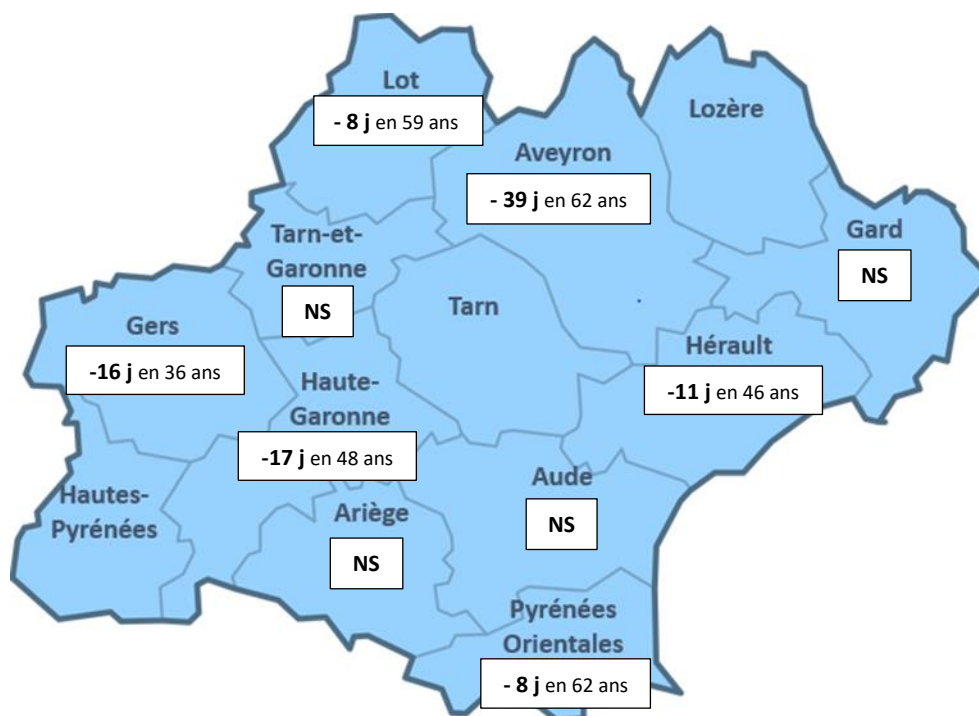 Lot
- 8 j en 59 ans
Lozère
Aveyron
- 39 j en 62 ans
Gard
NS
Tarn-et-
Garonne
NS
Tarn
Gers
-16 j en 36 ans
Hérault
-11 j en 46 ans
Haute-
Garonne
-17 j en 48 ans
Hautes-
Pyrénées
Ariège
NS
Aude
NS
Pyrénées
Orientales
- 8 j en 62 ans